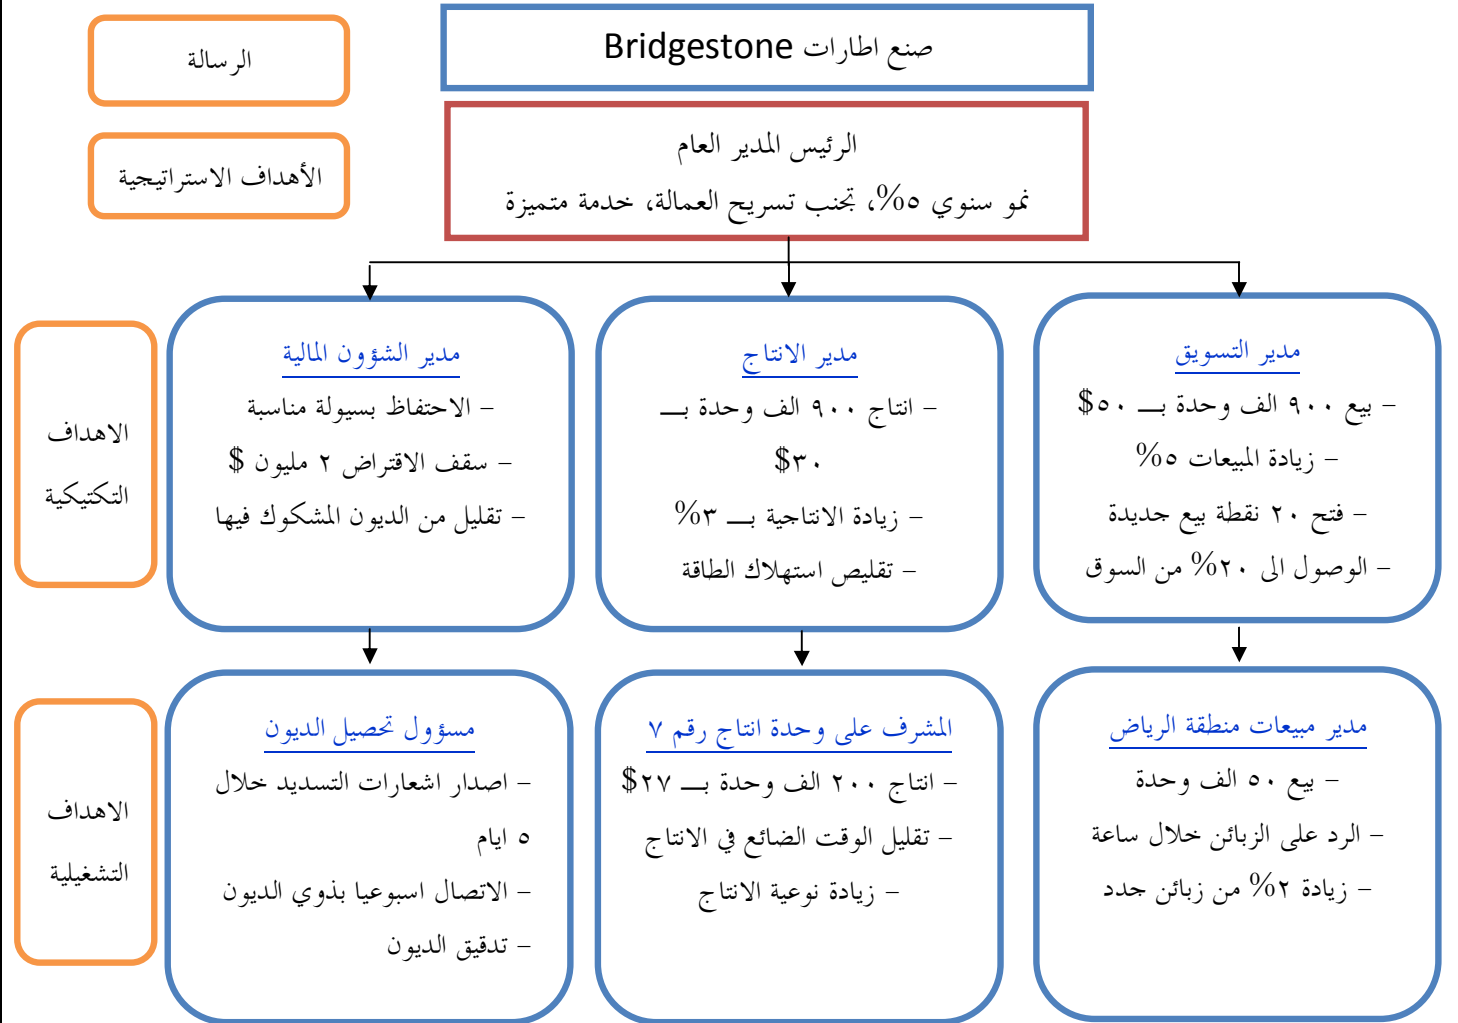 الرسالة
صنع اطارات Bridgestone
الأهداف الاستراتيجية
الرئيس المدير العام
نمو سنوي ٥%، تجنب تسريح العمالة، خدمة متميزة
الاهداف
التكتيكية
مدير التسويق
– بيع ٩٠٠ الف وحدة بـــ ٥٠$
– زيادة المبيعات ٥%
– فتح ٢٠ نقطة بيع جديدة
– الوصول الى ٢٠% من السوق
مدير الانتاج
– انتاج ٩٠٠ الف وحدة بـــ
٣٠$
– زيادة الانتاجية بـــ ٣%
– تقليص استهلاك الطاقة
مدير الشؤون المالية
– الاحتفاظ بسيولة مناسبة
– سقف الاقتراض ٢ مليون $
– تقليل من الديون المشكوك فيها
الاهداف
التشغيلية
مدير مبيعات منطقة الرياض
– بيع ٥٠ الف وحدة
– الرد على الزبائن خلال ساعة
– زيادة ٢% من زبائن جدد
المشرف على وحدة انتاج رقم ٧
– انتاج ٢٠٠ الف وحدة بـــ ٢٧$
– تقليل الوقت الضائع في الانتاج
– زيادة نوعية الانتاج
مسؤول تحصيل الديون
– اصدار اشعارات التسديد خلال
٥ ايام
– الاتصال اسبوعيا بذوي الديون
– تدقيق الديون